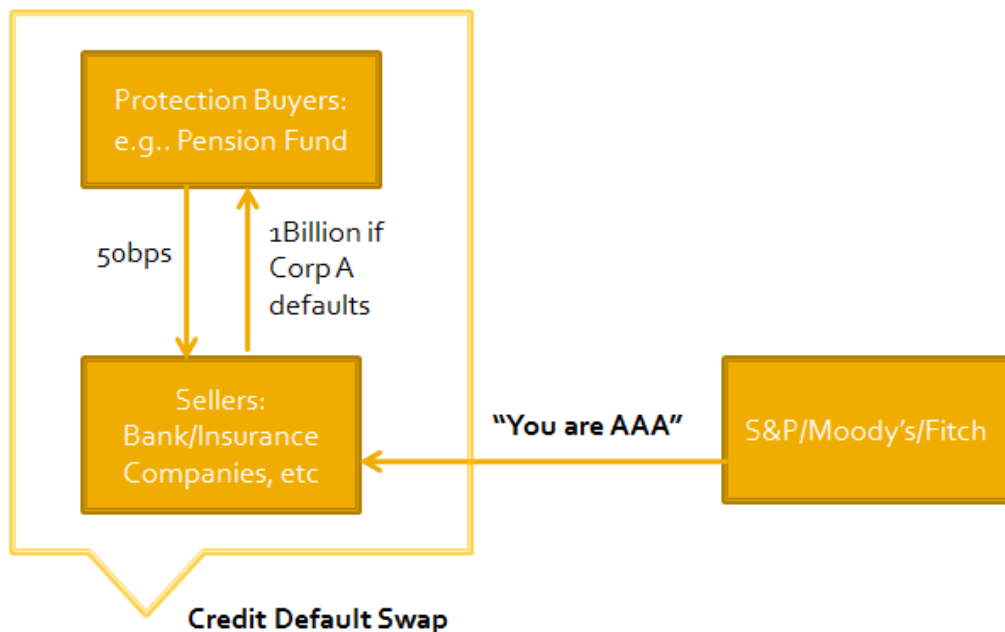 Protection Buyers:
e.g.. Pension Fund
50bps
1Billion if
Corp A
defaults
Sellers:
Bank/Insurance
Companies, etc
“You are AAA”
S&P/Moody’s/Fitch
Credit Default Swap